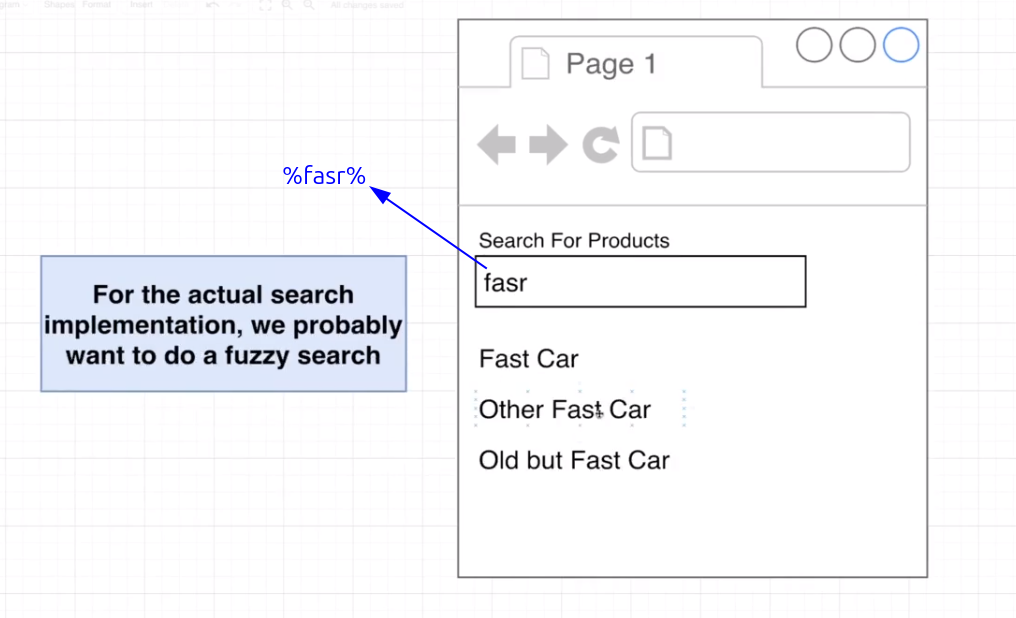 Shapes Format Insert All changes saved
Page 1
%fasr%
Search For Products
fasr
For the actual search
implementation, we probably
want to do a fuzzy search
Fast Car
Other Fast Car
Old but Fast Car